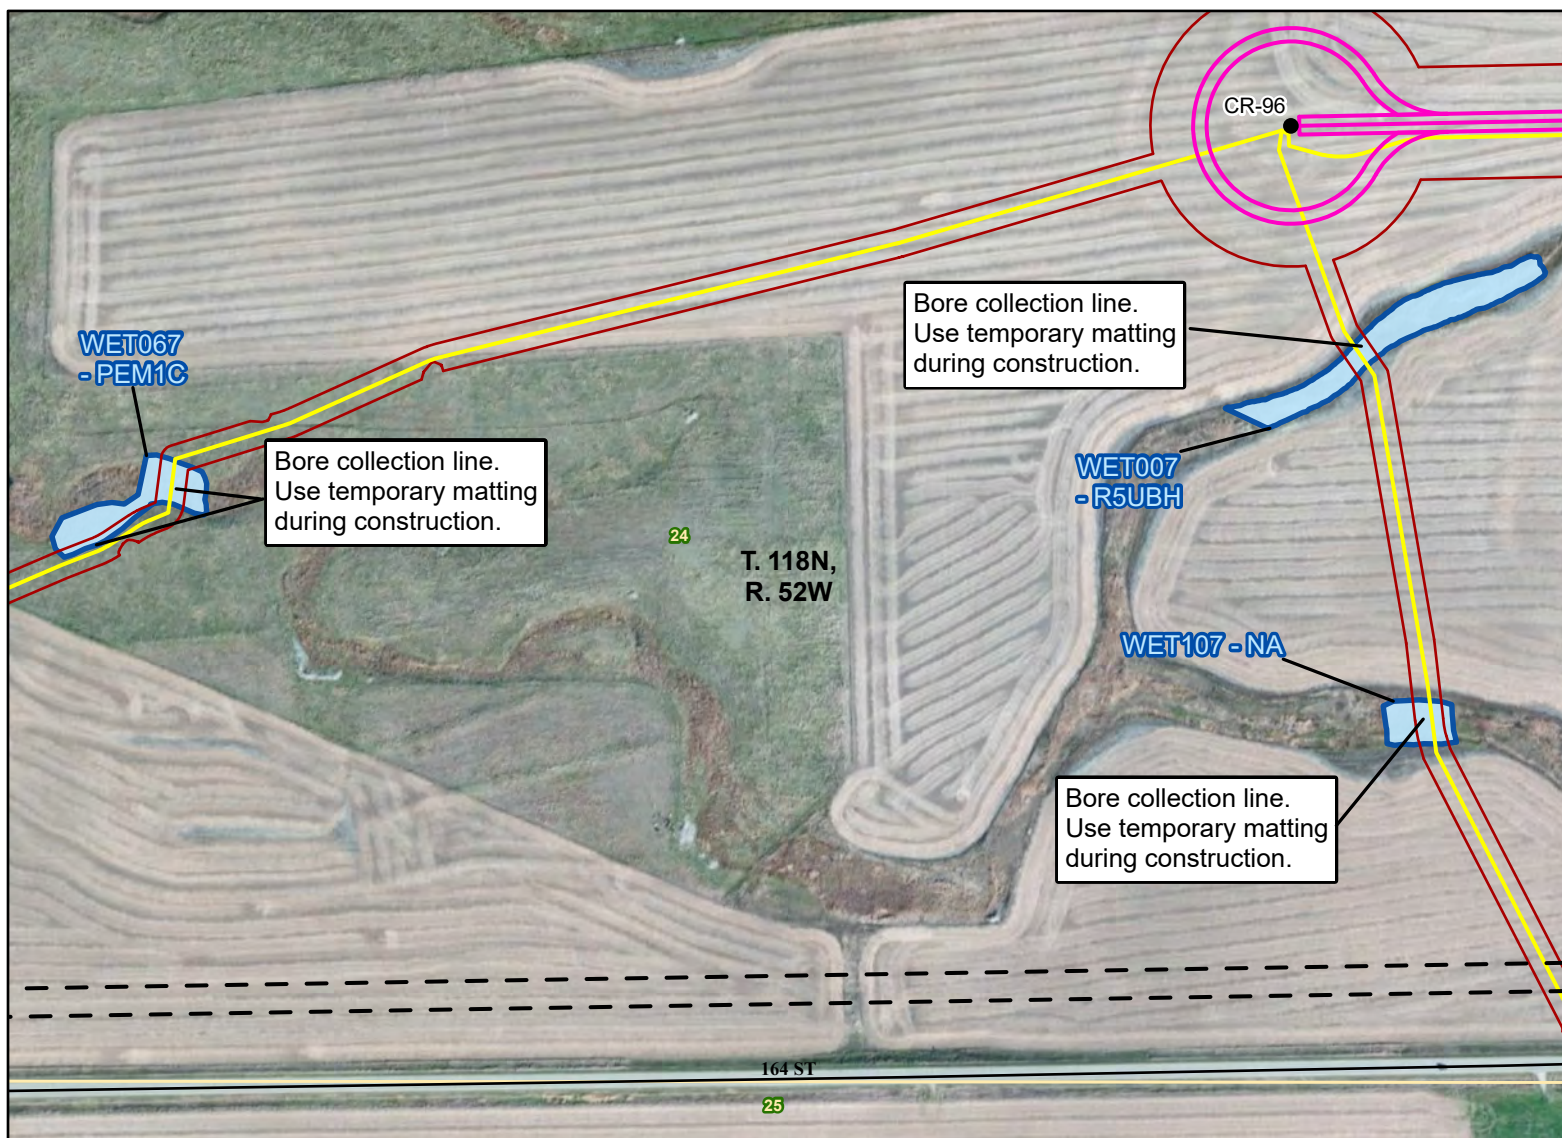 CR-96
Bore collection line.
Use temporary matting
during construction.
WET067
- PEM1C
Bore collection line.
Use temporary matting
during construction.
WET007
- R5UBH
24
T. 118N,
R. 52W
WET107 - NA
Bore collection line.
Use temporary matting
during construction.
164 ST
25